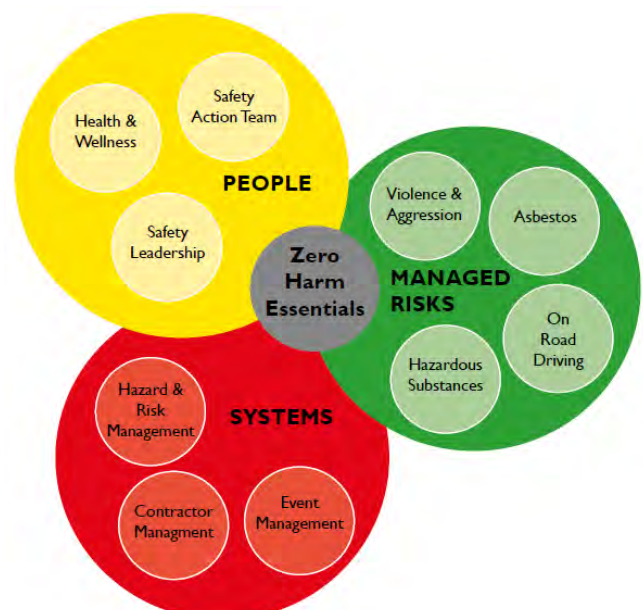 Safety
Action Team
Health &
Wellness
PEOPLE
Safety
Leadership
Violence &
Aggression
Asbestos
Zero
Harm
Essentials
MANAGED
RISKS
On
Road
Driving
Hazardous
Substances
Hazard &
Risk
Management
SYSTEMS
Contractor
Managment
Event
Management